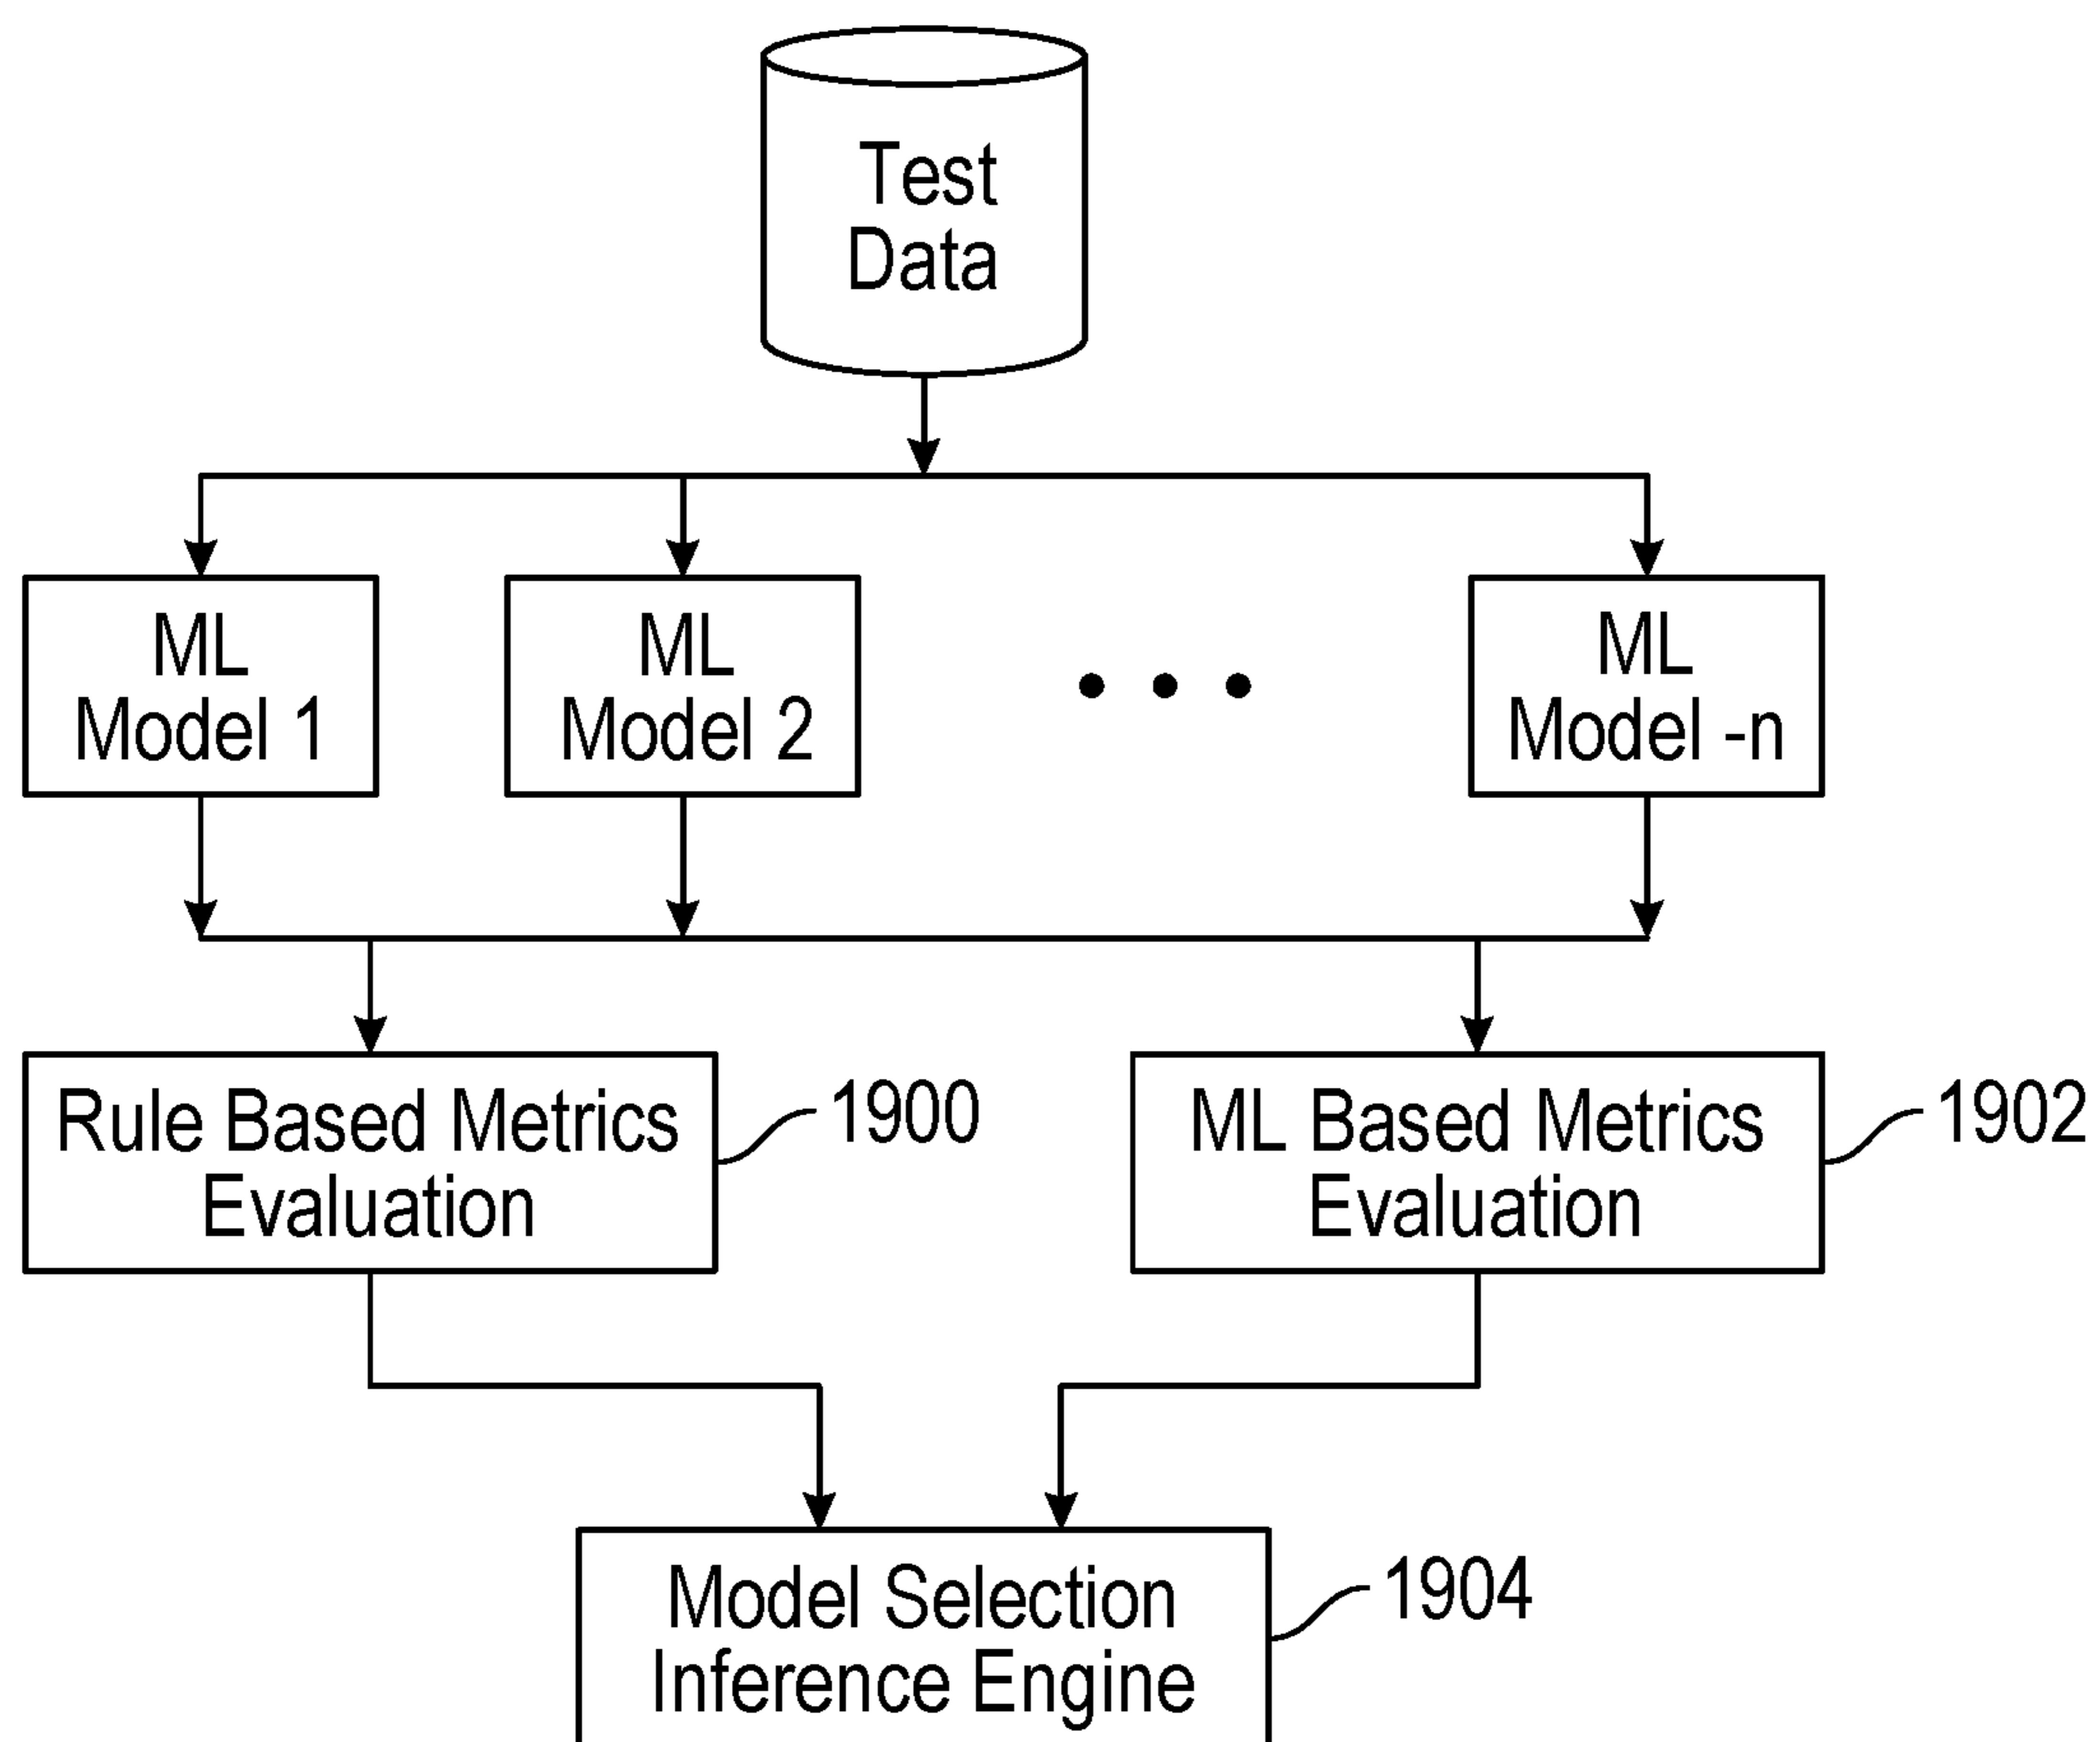 Test
Data
ML
Model 1
ML
Model 2
ML
Model -n
Rule Based Metrics
Evaluation
1900
ML Based Metrics
Evaluation
1902
Model Selection
Inference Engine
1904